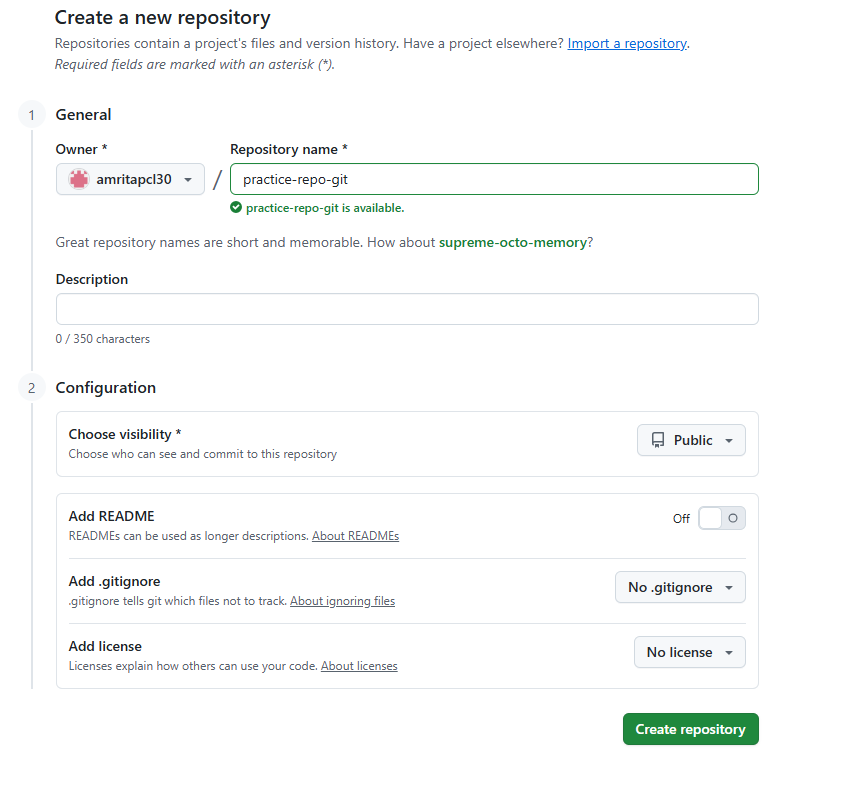 Create a new repository
Repositories contain a project's files and version history. Have a project elsewhere? Import a repository.
Required fields are marked with an asterisk (*).
1 General
Owner * Repository name *
amritapcl30 / practice-repo-git
practice-repo-git is available.
Great repository names are short and memorable. How about supreme-octo-memory?
Description
0 / 350 characters
2 Configuration
Choose visibility *
Choose who can see and commit to this repository
Public
Add README
READMEs can be used as longer descriptions. About READMEs
Off
Add .gitignore
.gitignore tells git which files not to track. About ignoring files
No .gitignore
Add license
Licenses explain how others can use your code. About licenses
No license
Create repository